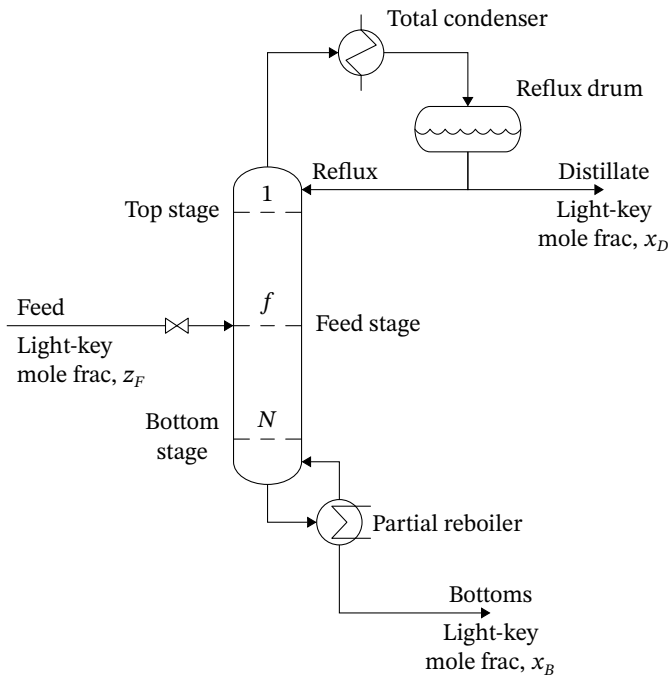 Total condenser
Reflux drum
Reflux
Distillate
Light-key
mole frac, x_D
1
Top stage
Feed
Light-key
mole frac, z_F
f
Feed stage
Bottom
stage
N
Partial reboiler
Bottoms
Light-key
mole frac, x_B